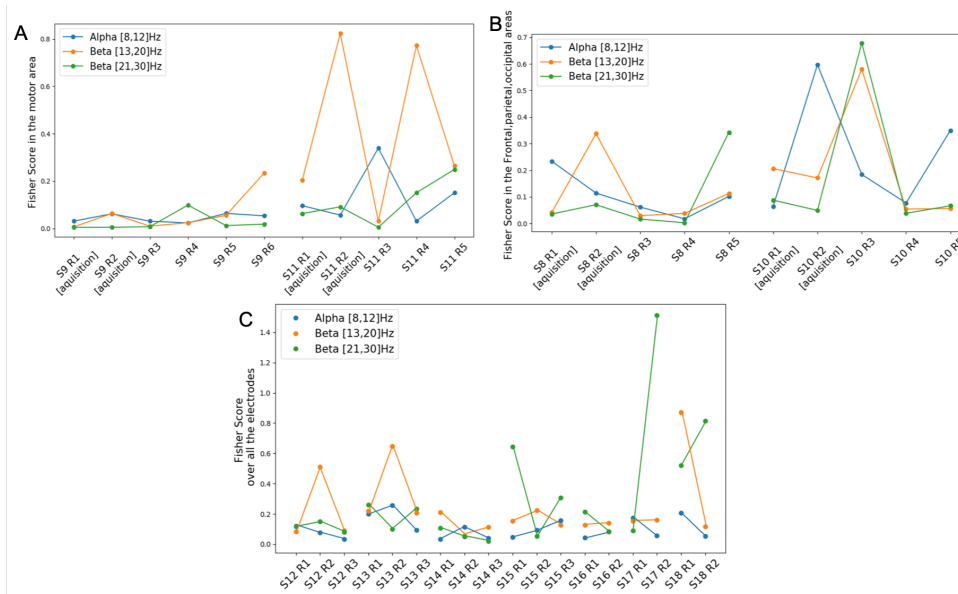 A
Fisher Score in the motor area
0.8
0.6
0.4
0.2
0.0
Alpha [8,12]Hz
Beta [13,20]Hz
Beta [21,30]Hz
S9 R1
[aquisition]
S9 R2
[aquisition]
S9 R3
S9 R4
S9 R5
S9 R6
S11 R1
[aquisition]
S11 R2
[aquisition]
S11 R3
S11 R4
S11 R5
B
Fisher Score in the Frontal,parietal,occipital areas
0.7
0.6
0.5
0.4
0.3
0.2
0.1
0.0
Alpha [8,12]Hz
Beta [13,20]Hz
Beta [21,30]Hz
S8 R1
[aquisition]
S8 R2
[aquisition]
S8 R3
S8 R4
S8 R5
S10 R1
[aquisition]
S10 R2
[aquisition]
S10 R3
S10 R4
S10 R5
C
Fisher Score
over all the electrodes
1.4
1.2
1.0
0.8
0.6
0.4
0.2
0.0
Alpha [8,12]Hz
Beta [13,20]Hz
Beta [21,30]Hz
S12 R1
S12 R2
S12 R3
S13 R1
S13 R2
S13 R3
S14 R1
S14 R2
S14 R3
S15 R1
S15 R2
S15 R3
S16 R1
S16 R2
S17 R1
S17 R2
S18 R1
S18 R2